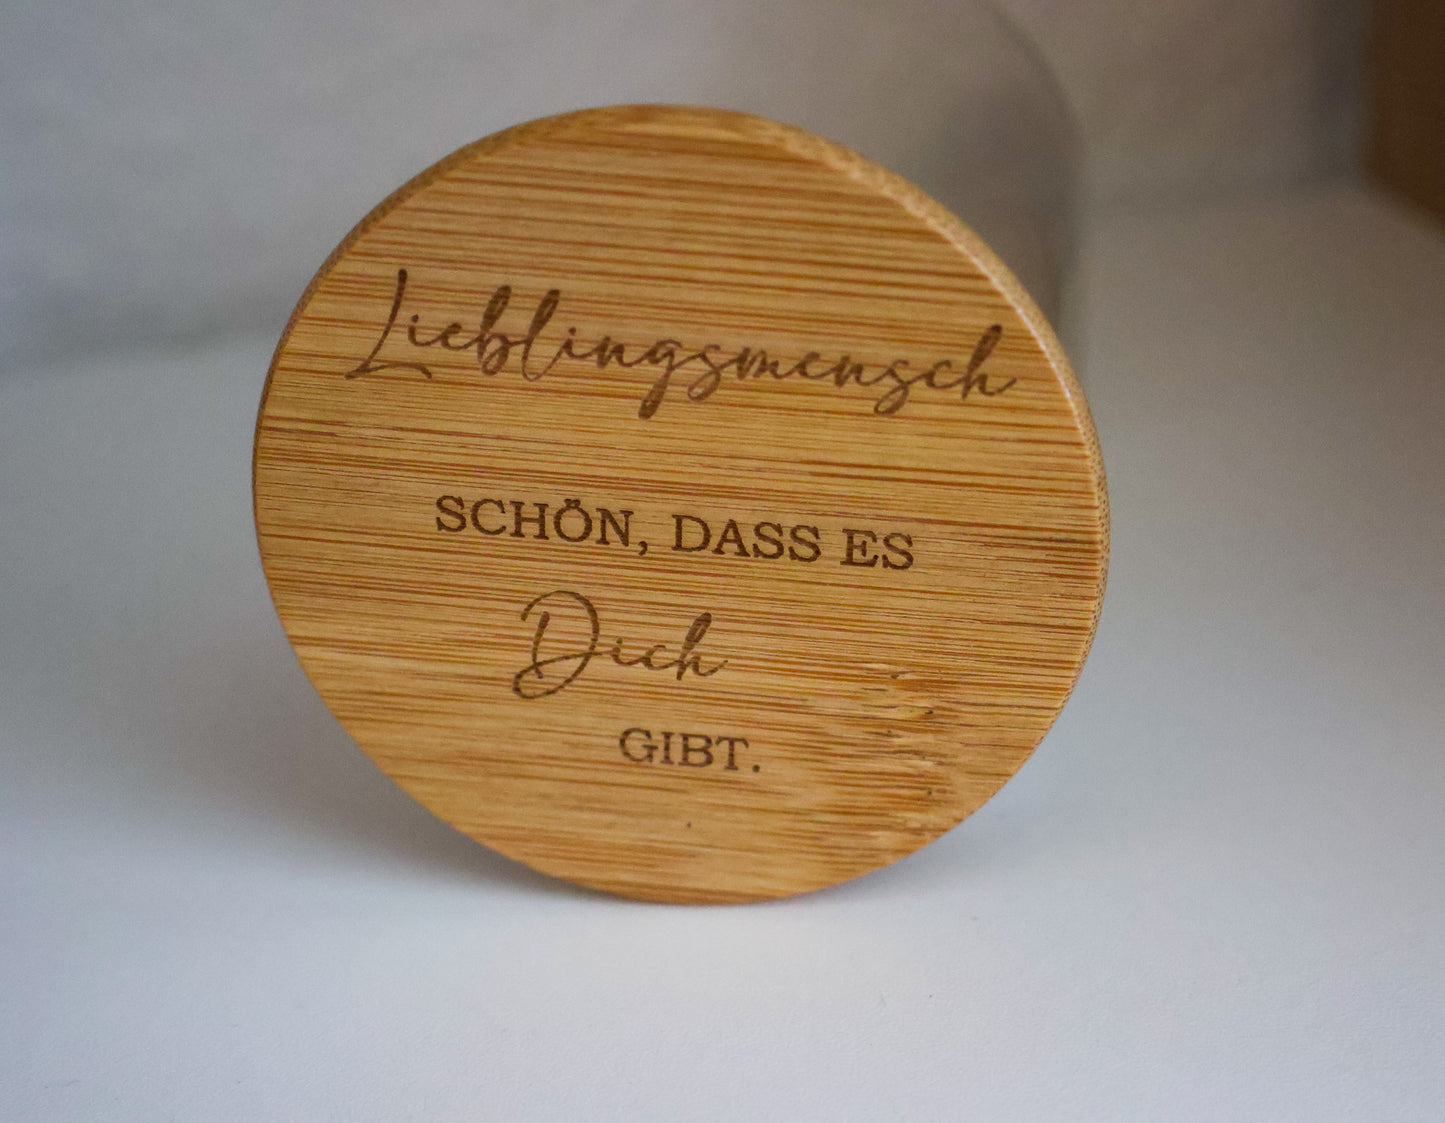 Lieblingsmensch
SCHÖN, DASS ES
Dich
GIBT.